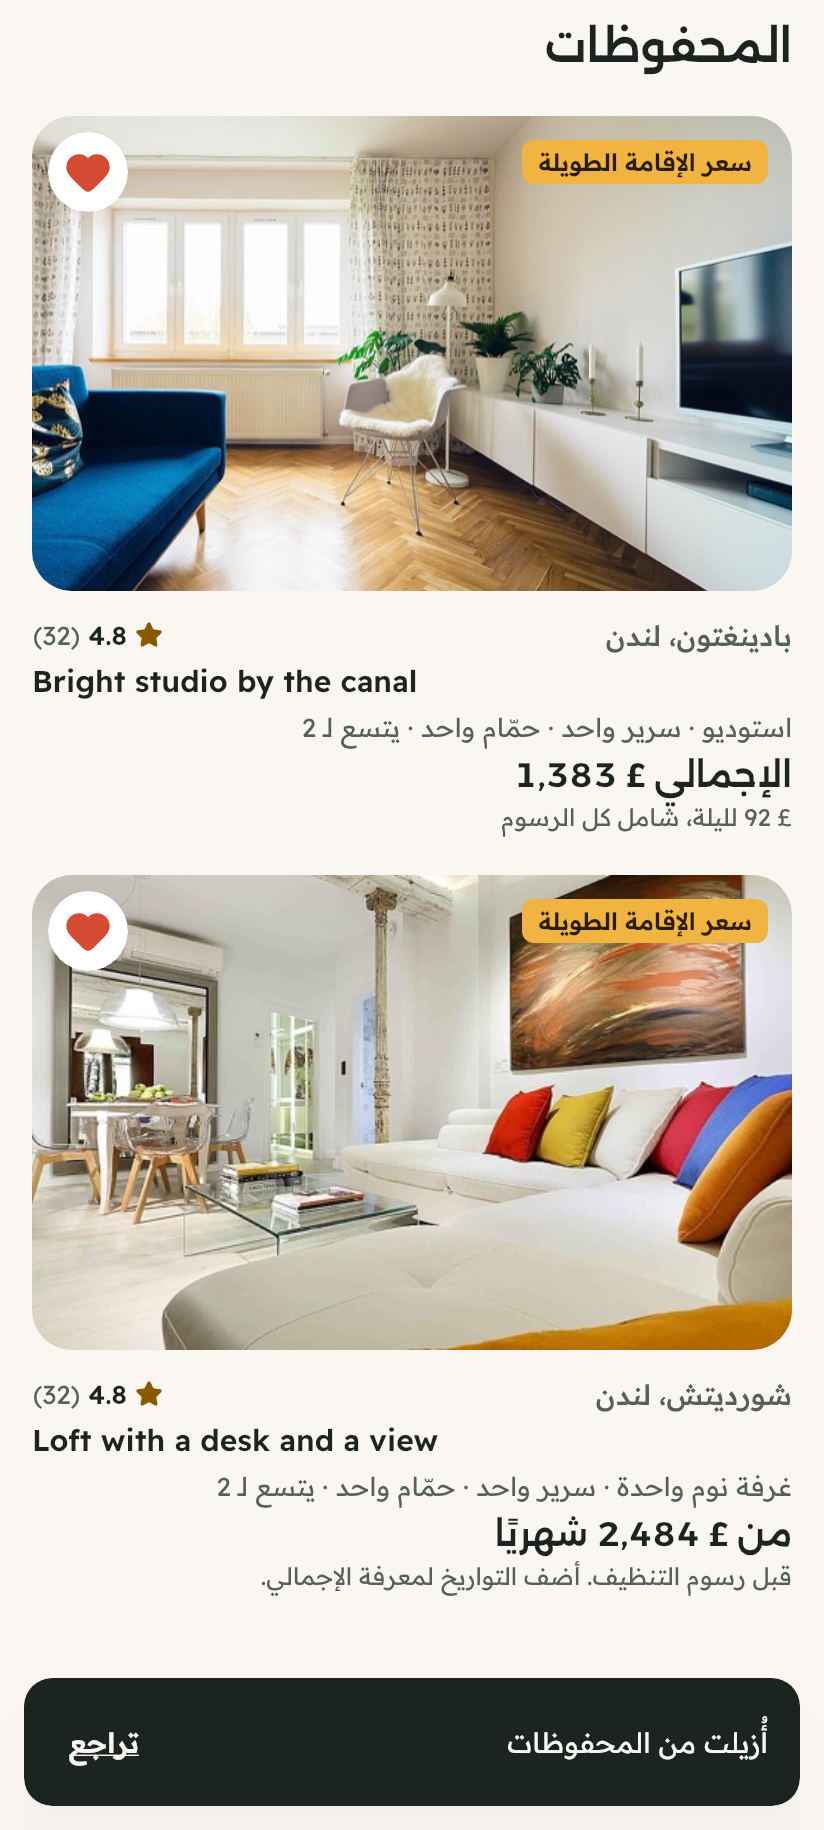 المحفوظات
سعر الإقامة الطويلة
بادينغتون، لندن
4.8 (32)
Bright studio by the canal
استوديو · سرير واحد · حمّام واحد · يتسع لـ 2
الإجمالي £ 1,383
£ 92 لليلة، شامل كل الرسوم
سعر الإقامة الطويلة
شورديتش، لندن
4.8 (32)
Loft with a desk and a view
غرفة نوم واحدة · سرير واحد · حمّام واحد · يتسع لـ 2
من £ 2,484 شهريًا
قبل رسوم التنظيف. أضف التواريخ لمعرفة الإجمالي.
أُزيلت من المحفوظات
تراجع